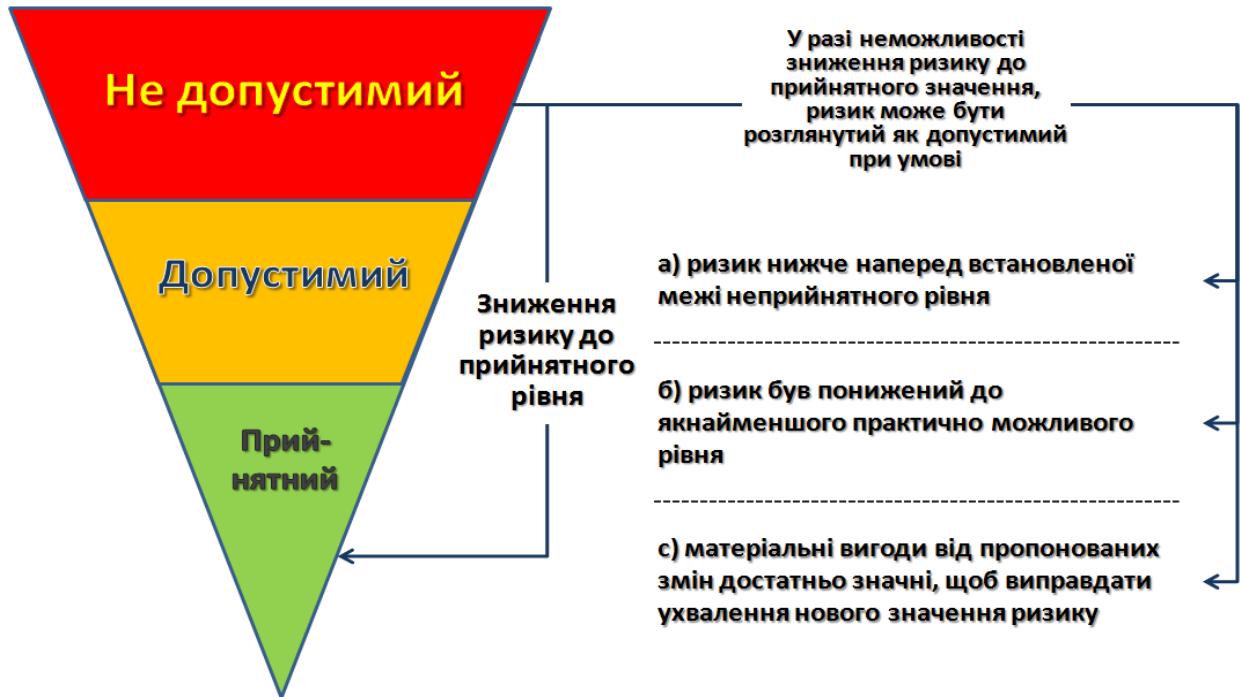 Не допустимий
Допустимий
Прий-
нятний
Зниження
ризику до
прийнятного
рівня
У разі неможливості
зниження ризику до
прийнятного значення,
ризик може бути
розглянутий як допустимий
при умові
а) ризик нижче наперед встановленої
межі неприйнятного рівня
б) ризик був понижений до
якнайменшого практично можливого
рівня
с) матеріальні вигоди від пропонованих
змін достатньо значні, щоб виправдати
ухвалення нового значення ризику